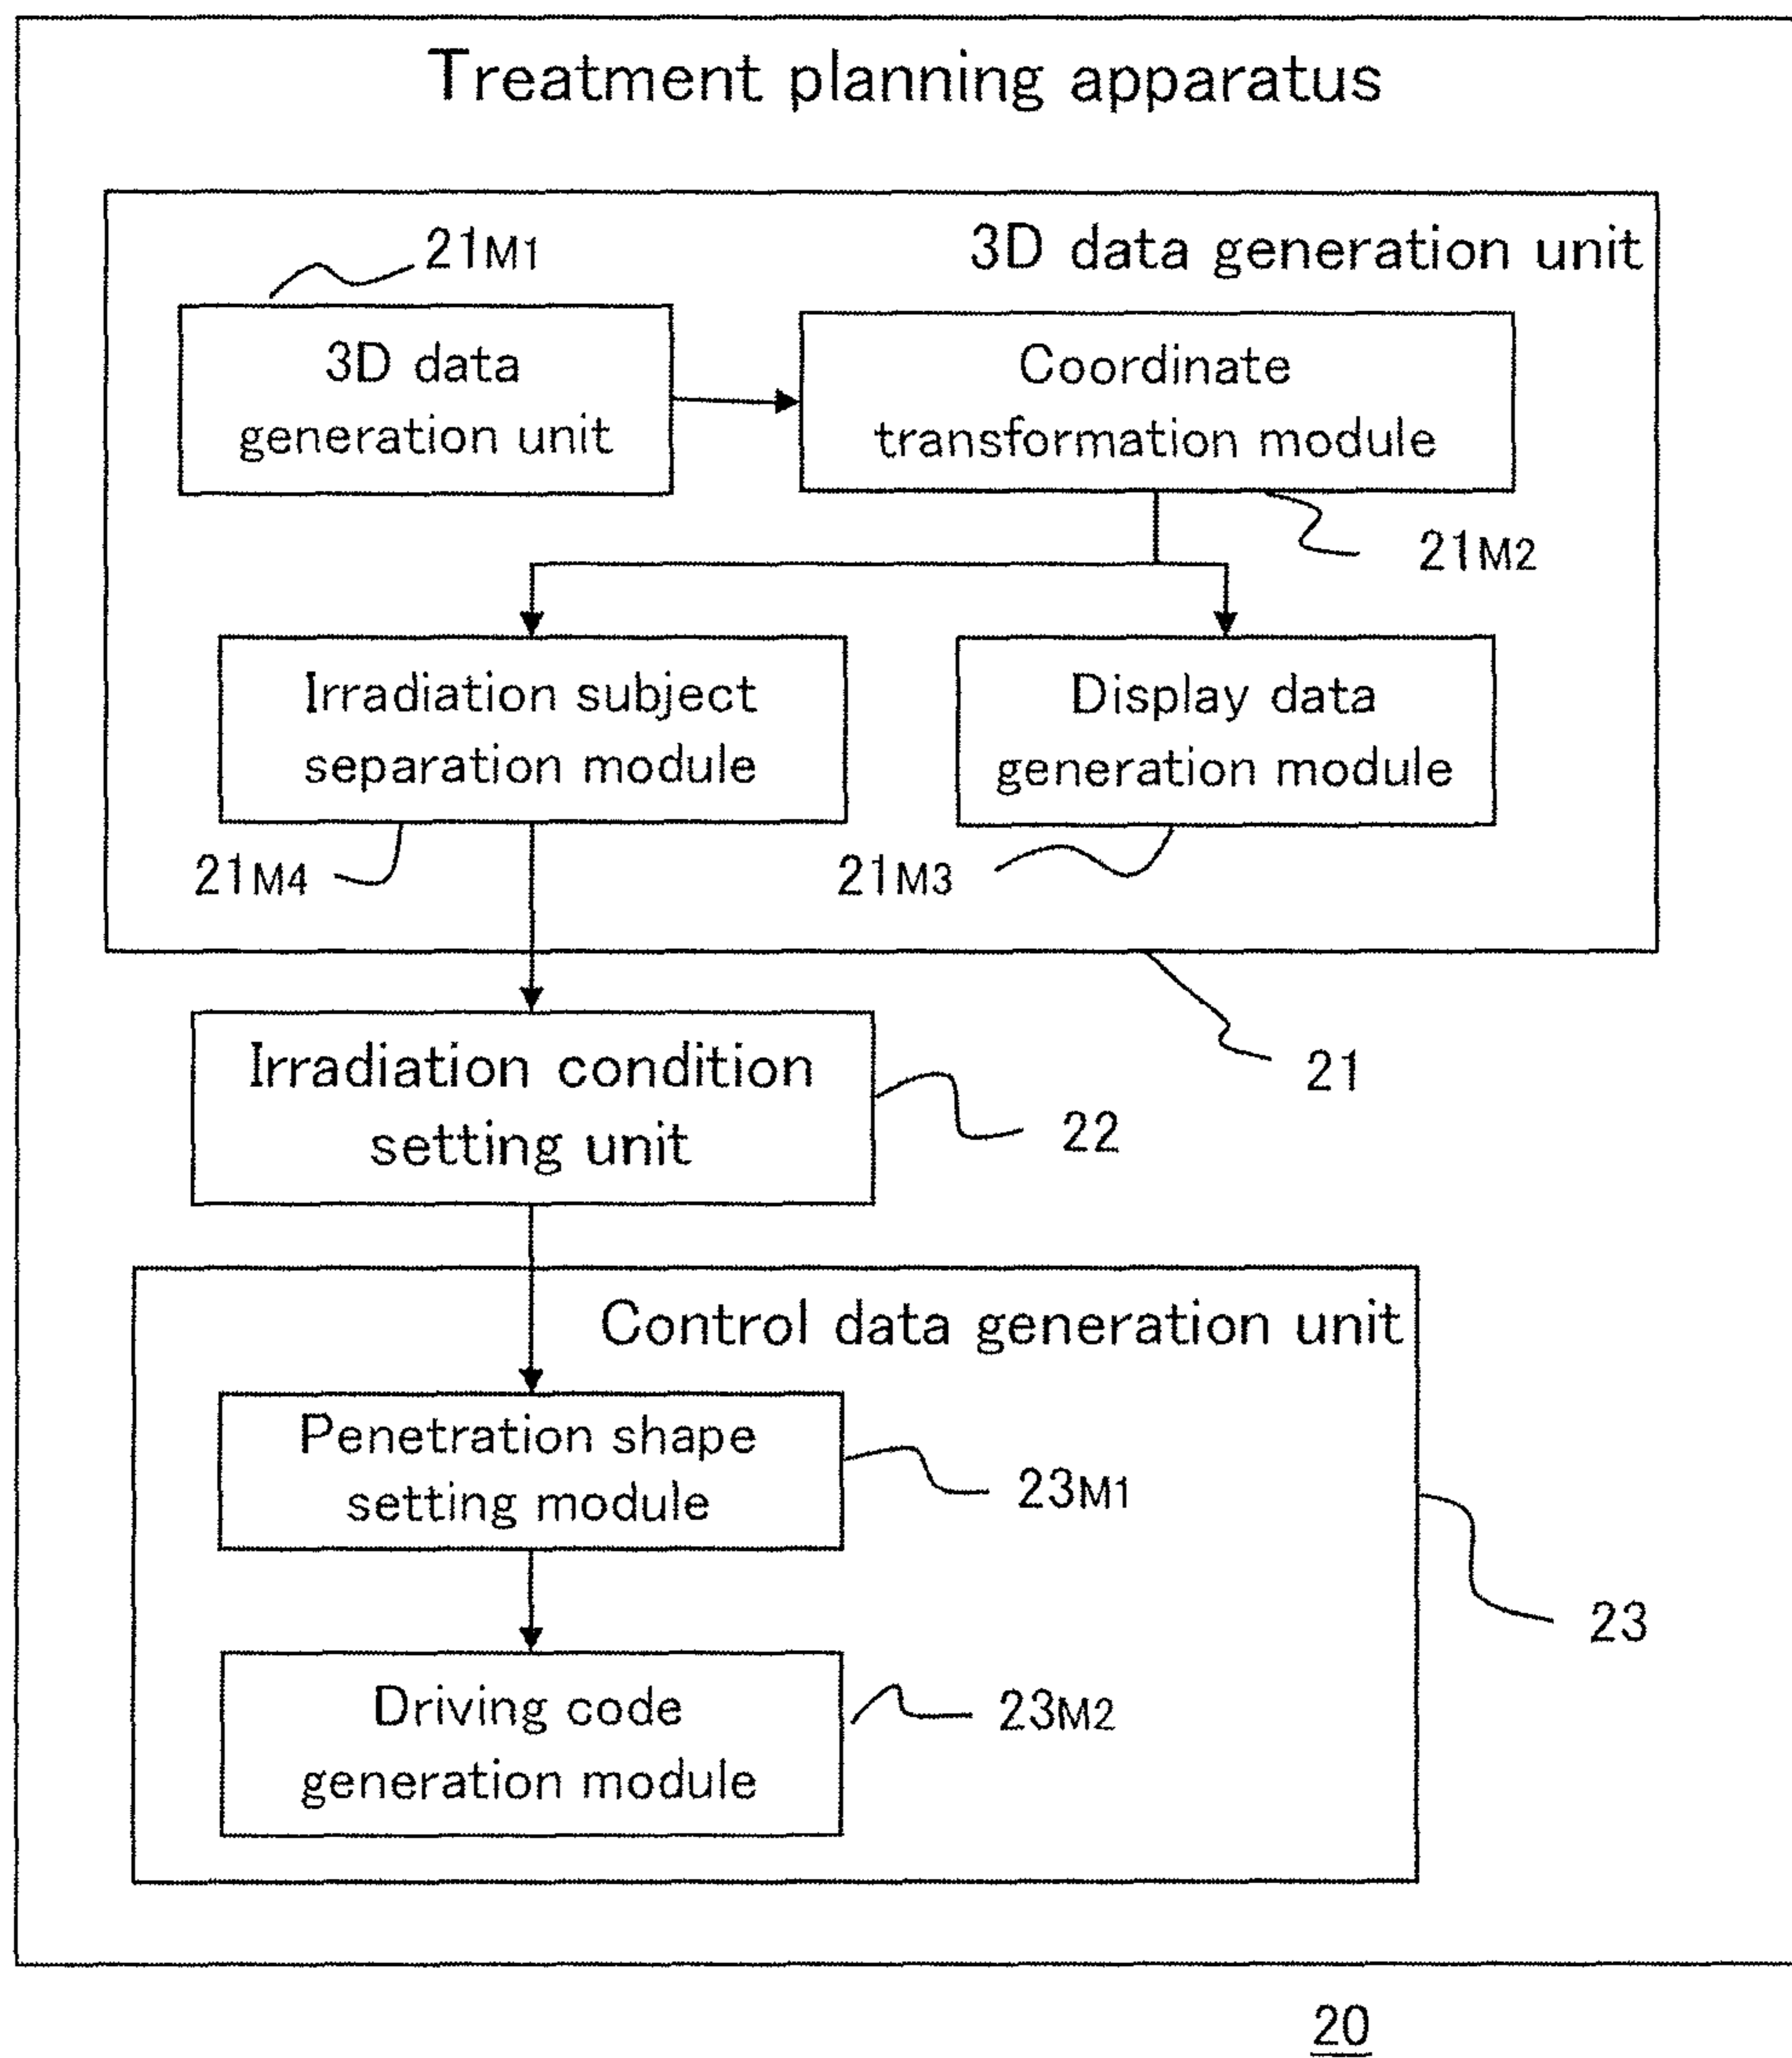 Treatment planning apparatus
3D data generation unit
21M1
3D data
generation unit
Coordinate
transformation module
21M2
Irradiation subject
separation module
Display data
generation module
21M4
21M3
21
Irradiation condition
setting unit
22
Control data generation unit
Penetration shape
setting module
23M1
23
Driving code
generation module
23M2
20